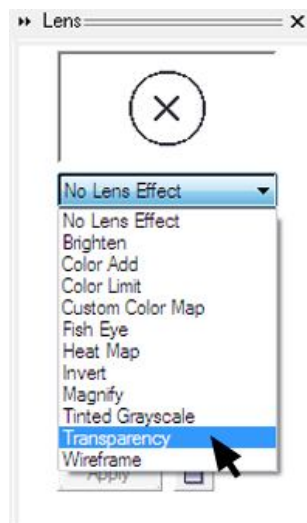 Lens
No Lens Effect
No Lens Effect
Brighten
Color Add
Color Limit
Custom Color Map
Fish Eye
Heat Map
Invert
Magnify
Tinted Grayscale
Transparency
Wireframe
Apply